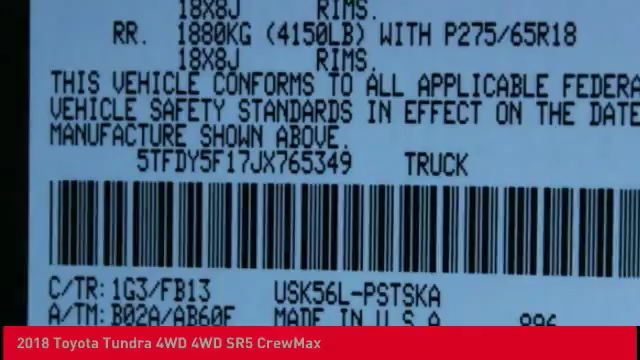 18X8J RIMS.
RR. 1880KG (4150LB) WITH P275/65R18
18X8J RIMS.
THIS VEHICLE CONFORMS TO ALL APPLICABLE FEDERA
VEHICLE SAFETY STANDARDS IN EFFECT ON THE DATE
MANUFACTURE SHOWN ABOVE.
5TFDY5F17JX765349 TRUCK
C/TR: 1G3/FB13 USK56L-PSTSKA
A/TM: B02A/AB60F MADE IN U.S.A 896
2018 Toyota Tundra 4WD 4WD SR5 CrewMax